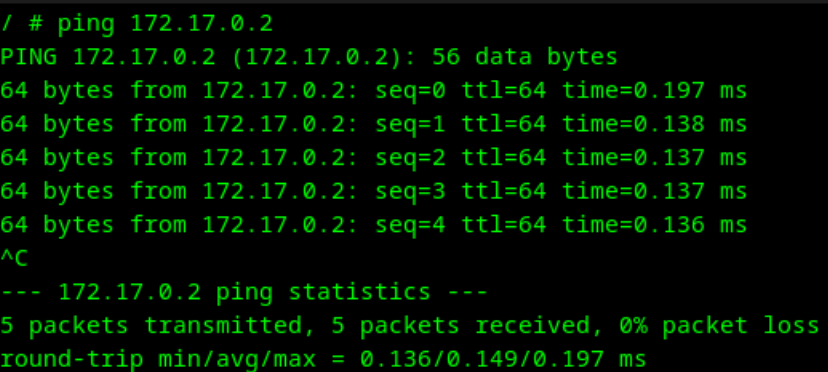 / # ping 172.17.0.2
PING 172.17.0.2 (172.17.0.2): 56 data bytes
64 bytes from 172.17.0.2: seq=0 ttl=64 time=0.197 ms
64 bytes from 172.17.0.2: seq=1 ttl=64 time=0.138 ms
64 bytes from 172.17.0.2: seq=2 ttl=64 time=0.137 ms
64 bytes from 172.17.0.2: seq=3 ttl=64 time=0.137 ms
64 bytes from 172.17.0.2: seq=4 ttl=64 time=0.136 ms
^C
--- 172.17.0.2 ping statistics ---
5 packets transmitted, 5 packets received, 0% packet loss
round-trip min/avg/max = 0.136/0.149/0.197 ms